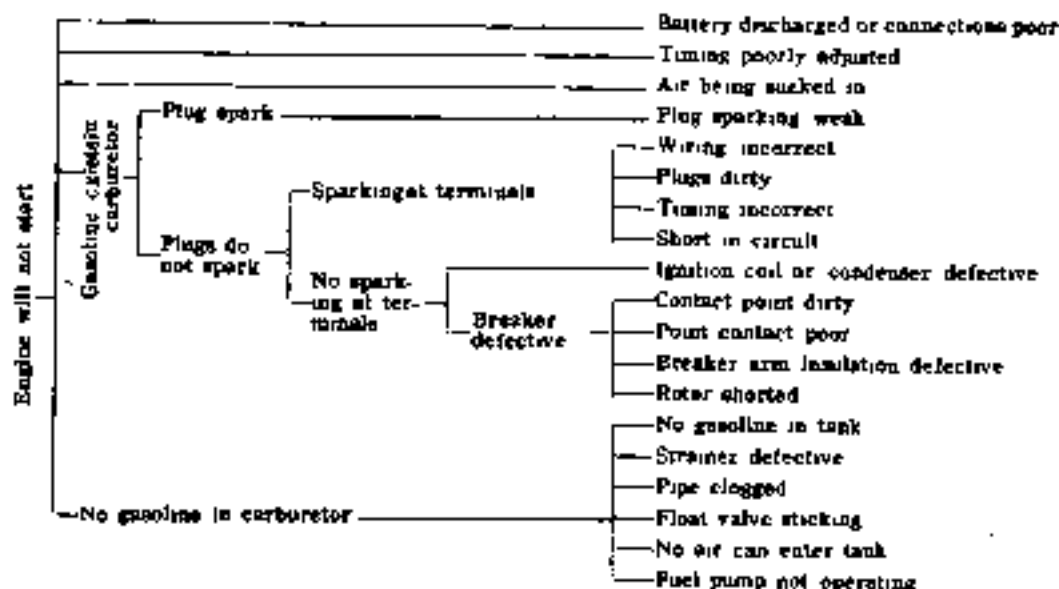 Battery discharged or connections poor
Timing poorly adjusted
Air being sucked in
Plug spark
Plug sparking weak
Engine will not start
Gasoline
carburetor
Sparking at terminals
Wiring incorrect
Plugs dirty
Timing incorrect
Short in circuit
Plugs do
not spark
No spark-
ing at ter-
minals
Ignition coil or condenser defective
Breaker
defective
Contact point dirty
Point contact poor
Breaker arm insulation defective
Rotor shorted
No gasoline in carburetor
No gasoline in tank
Strainer defective
Pipe clogged
Float valve sticking
No air can enter tank
Fuel pump not operating